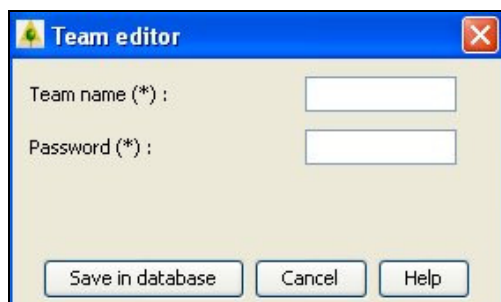 Team editor
Team name (*) :
Password (*) :
Save in database Cancel Help